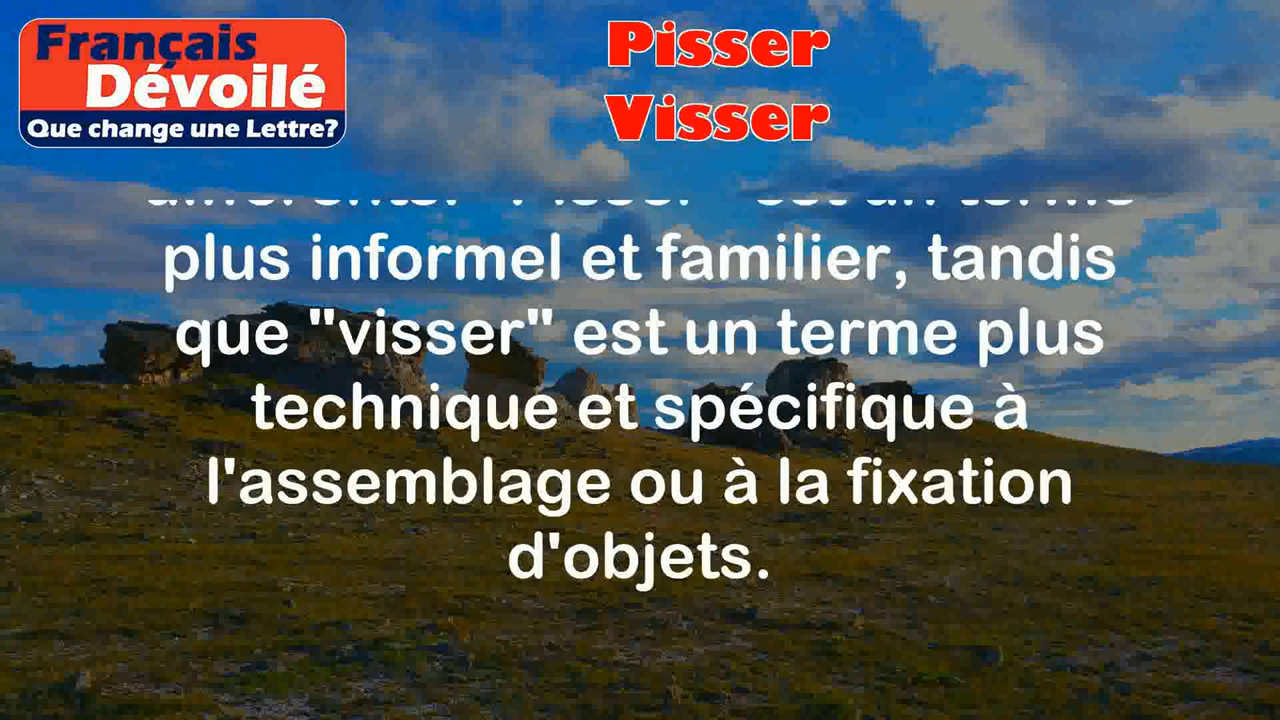 Français
Dévoilé
Que change une Lettre?
Pisser
Visser
plus informel et familier, tandis
que "visser" est un terme plus
technique et spécifique à
l'assemblage ou à la fixation
d'objets.